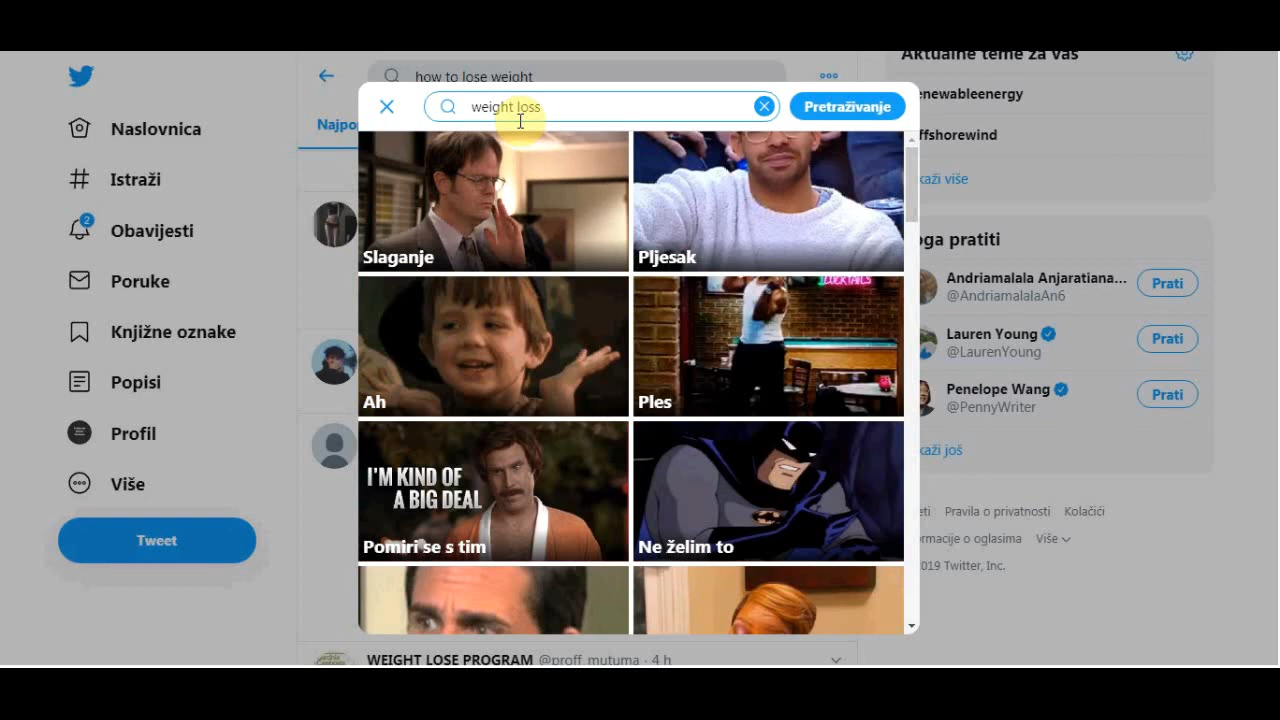 Naslovnica
Istraži
Obavijesti
2
Poruke
Knjižne oznake
Popisi
Profil
Više
Tweet
how to lose weight
Najpo
weight loss
Pretraživanje
Slaganje
Pljesak
Ah
COCKTAILS
Ples
I'M KIND OF
A BIG DEAL
Pomiri se s tim
Ne želim to
WEIGHT LOSE PROGRAM @proff_mutuma · 4 h
Aktualne teme za vas
enewableenergy
ffshorewind
kaži više
oga pratiti
Andriamalala Anjaratiana...
@AndriamalalaAn6
Prati
Lauren Young
@LaurenYoung
Prati
Penelope Wang
@PennyWriter
Prati
kaži još
eti Pravila o privatnosti Kolačići
ormacije o oglasima Više
019 Twitter, Inc.